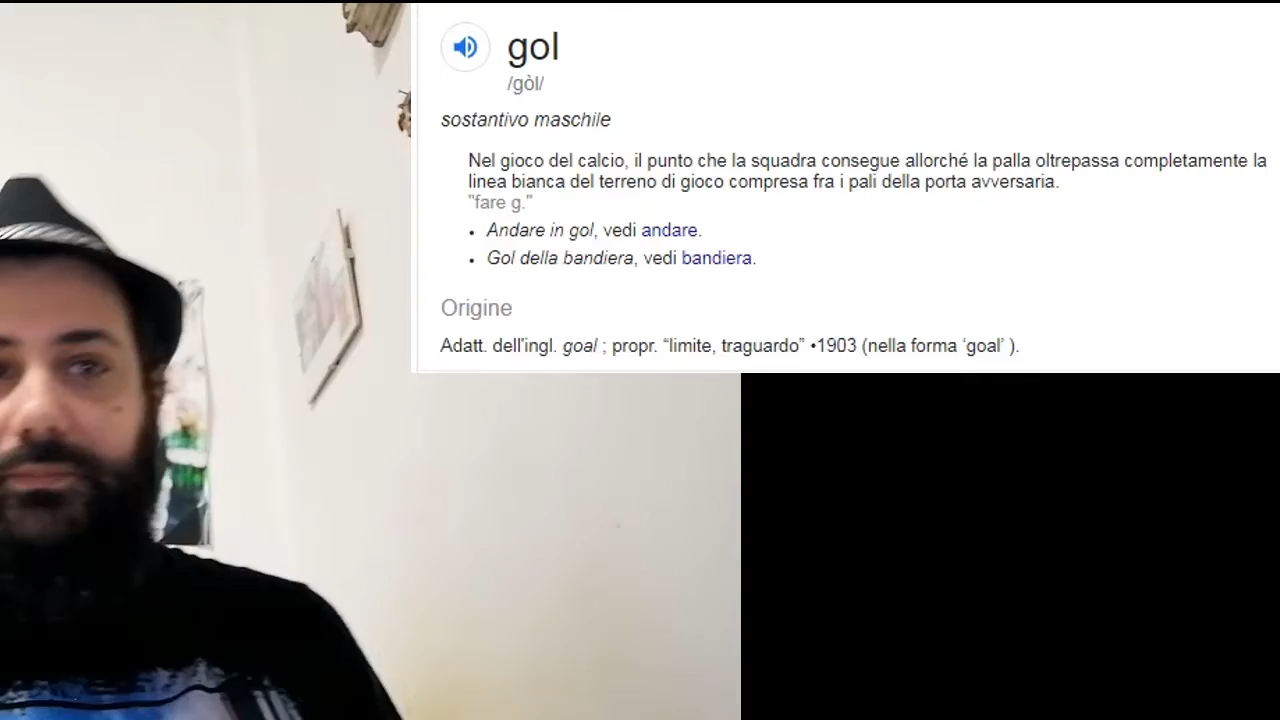 gol
/gòl/
sostantivo maschile
Nel gioco del calcio, il punto che la squadra consegue allorché la palla oltrepassa completamente la
linea bianca del terreno di gioco compresa fra i pali della porta avversaria.
"fare g."
• Andare in gol, vedi andare.
• Gol della bandiera, vedi bandiera.
Origine
Adatt. dell'ingl. goal ; propr. “limite, traguardo” •1903 (nella forma ‘goal’ ).